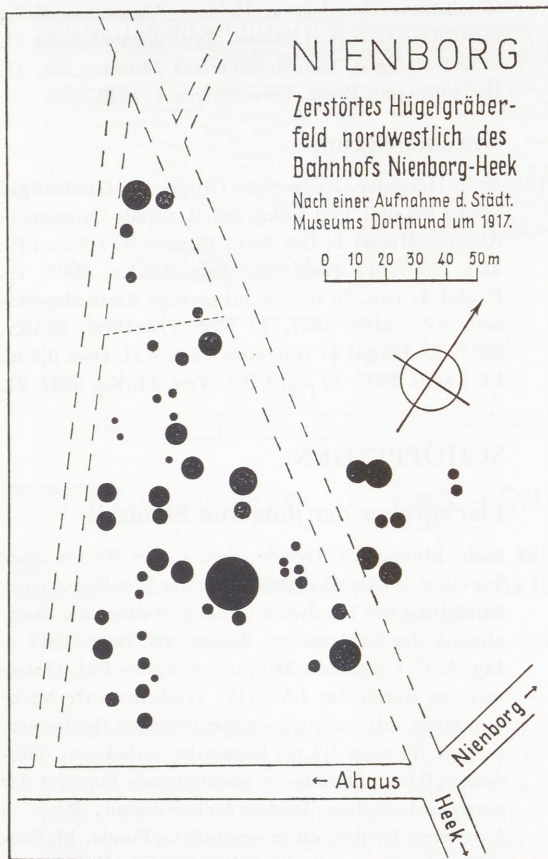 NIENBORG
Zerstörtes Hügelgräber-
feld nordwestlich des
Bahnhofs Nienborg-Heek
Nach einer Aufnahme d. Städt.
Museums Dortmund um 1917.
0 10 20 30 40 50m
Nienborg →
← Ahaus
Heek →